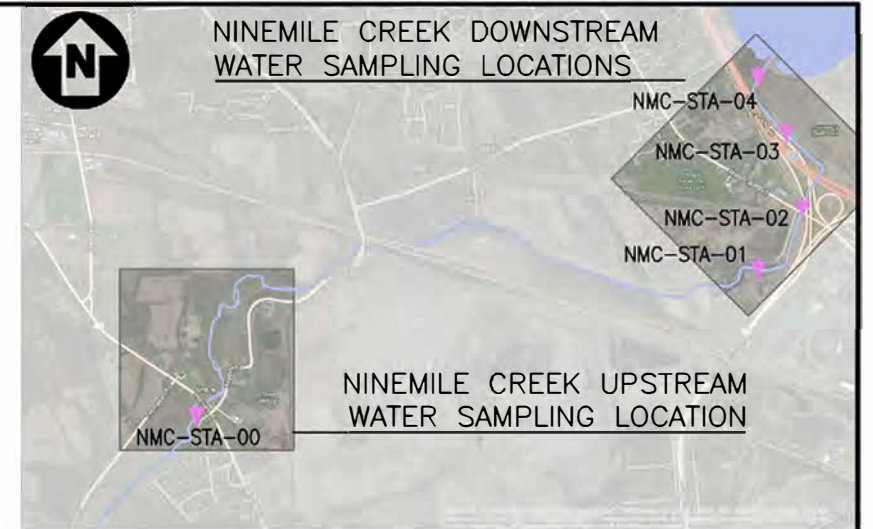 N
NINEMILE CREEK DOWNSTREAM
WATER SAMPLING LOCATIONS
NMC-STA-04
NMC-STA-03
NMC-STA-02
NMC-STA-01
NINEMILE CREEK UPSTREAM
WATER SAMPLING LOCATION
NMC-STA-00